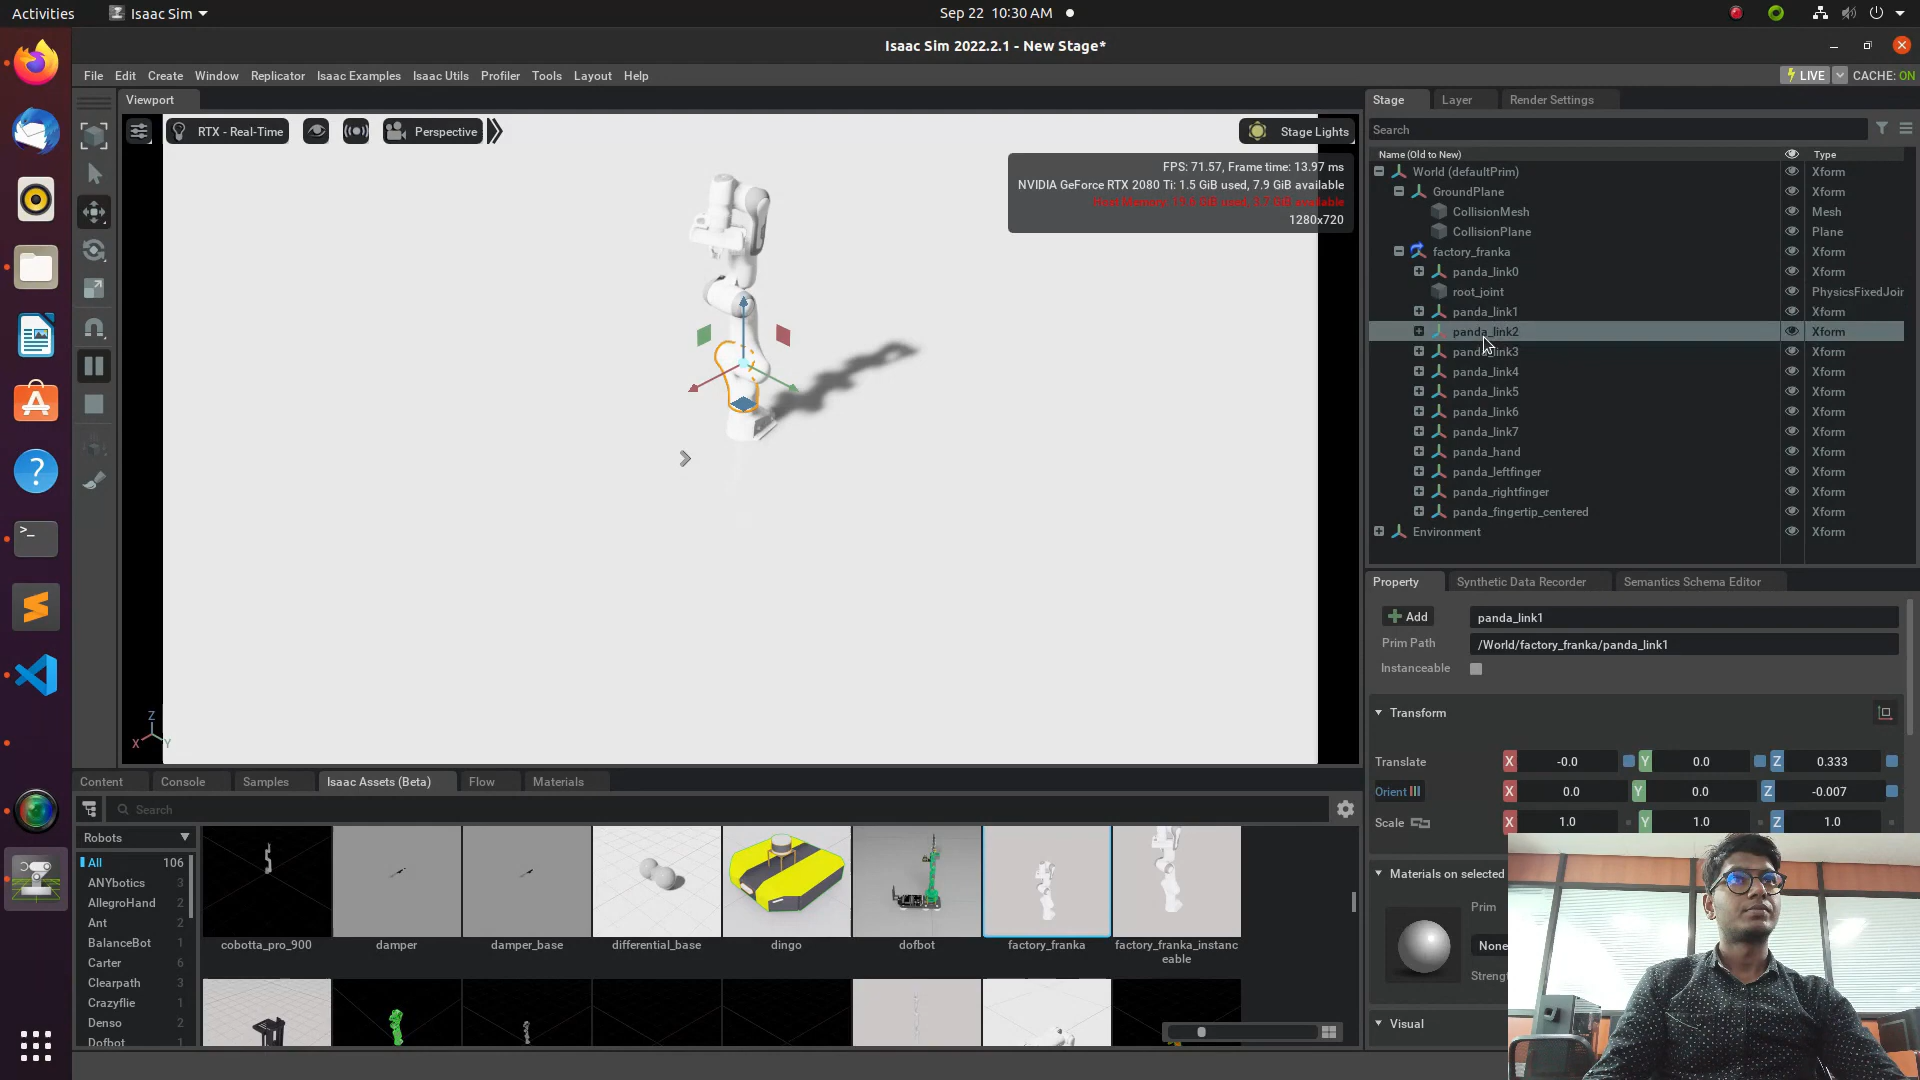 Activities
Isaac Sim
Sep 22 10:30 AM
Isaac Sim 2022.2.1 - New Stage*
File Edit Create Window Replicator Isaac Examples Isaac Utils Profiler Tools Layout Help
LIVE
CACHE: ON
Viewport
RTX - Real-Time
Perspective
Stage Lights
FPS: 71.57, Frame time: 13.97 ms
NVIDIA GeForce RTX 2080 Ti: 1.5 GiB used, 7.9 GiB available
1280x720
Z
X Y
Stage Layer Render Settings
Search
Name (Old to New) Type
World (defaultPrim) Xform
GroundPlane Xform
CollisionMesh Mesh
CollisionPlane Plane
factory_franka Xform
panda_link0 Xform
root_joint PhysicsFixedJoir
panda_link1 Xform
panda_link2 Xform
panda_link3 Xform
panda_link4 Xform
panda_link5 Xform
panda_link6 Xform
panda_link7 Xform
panda_hand Xform
panda_leftfinger Xform
panda_rightfinger Xform
panda_fingertip_centered Xform
Environment Xform
Property Synthetic Data Recorder Semantics Schema Editor
Add panda_link1
Prim Path /World/factory_franka/panda_link1
Instanceable
Transform
Translate X -0.0 Y 0.0 Z 0.333
Orient X 0.0 Y 0.0 Z -0.007
Scale X 1.0 Y 1.0 Z 1.0
Materials on selected
Prim
None
Strengt
Visual
Content Console Samples Isaac Assets (Beta) Flow Materials
Search
Robots
All 106
ANYbotics 3
AllegroHand 2
Ant 2
BalanceBot 1
Carter 6
Clearpath 3
Crazyflie 1
Denso 2
Dofbot 1
cobotta_pro_900
damper
damper_base
differential_base
dingo
dofbot
factory_franka
factory_franka_instanc
eable